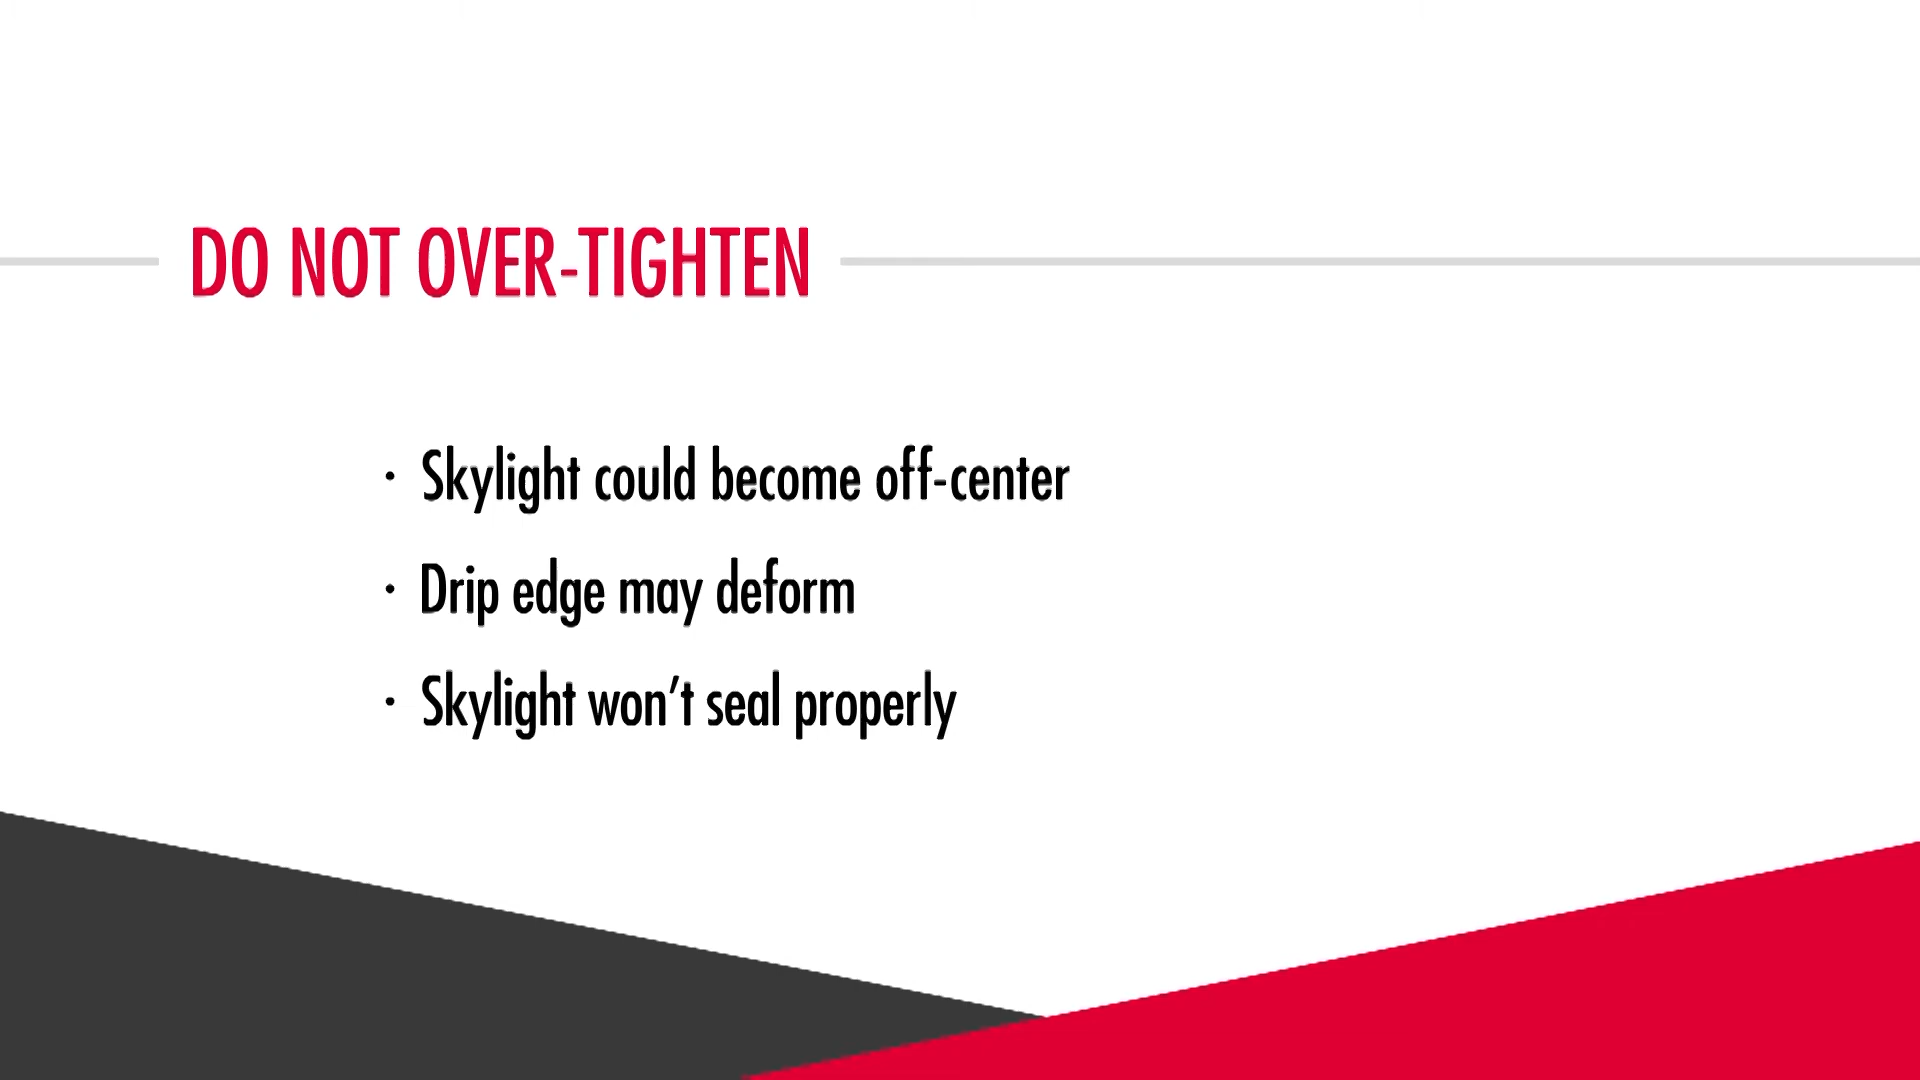 DO NOT OVER-TIGHTEN
· Skylight could become off-center
· Drip edge may deform
· Skylight won’t seal properly